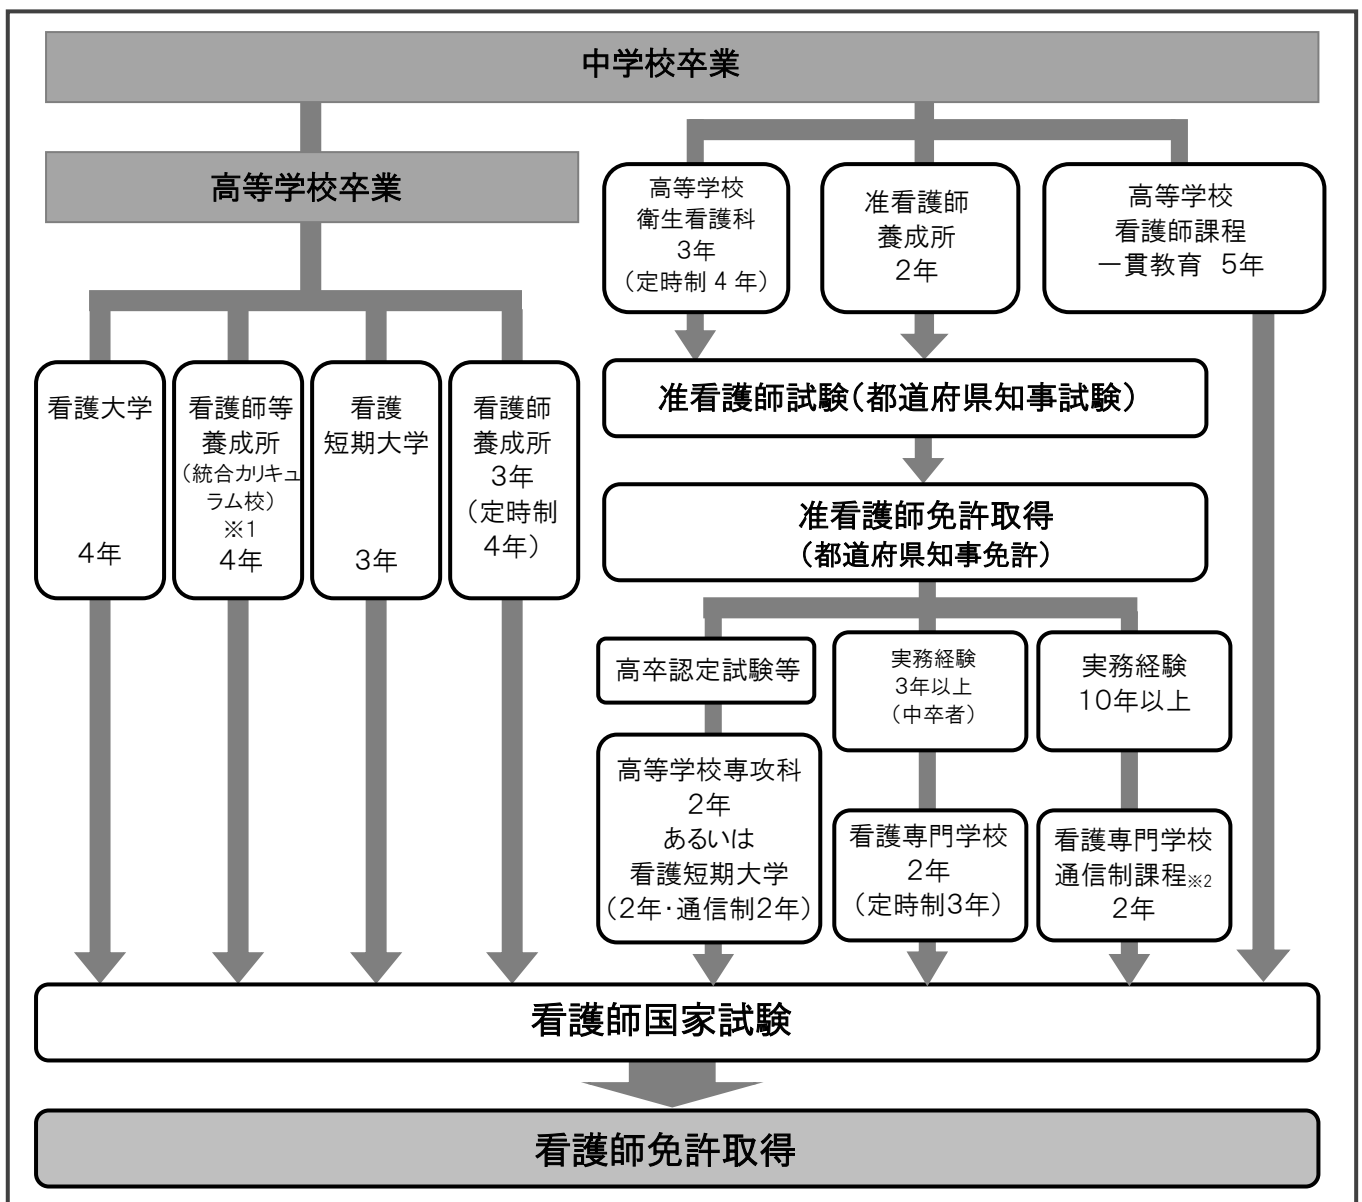 中学校卒業
高等学校卒業
高等学校
衛生看護科
3年
（定時制 4 年）
准看護師
養成所
2年
高等学校
看護師課程
一貫教育 5年
看護大学
4年
看護師等
養成所
（統合カリキュ
ラム校）
※1
4年
看護
短期大学
3年
看護師
養成所
3年
（定時制
4年）
准看護師試験（都道府県知事試験）
准看護師免許取得
（都道府県知事免許）
高卒認定試験等
実務経験
3年以上
（中卒者）
実務経験
10年以上
高等学校専攻科
2年
あるいは
看護短期大学
（2年・通信制2年）
看護専門学校
2年
（定時制3年）
看護専門学校
通信制課程※2
2年
看護師国家試験
看護師免許取得